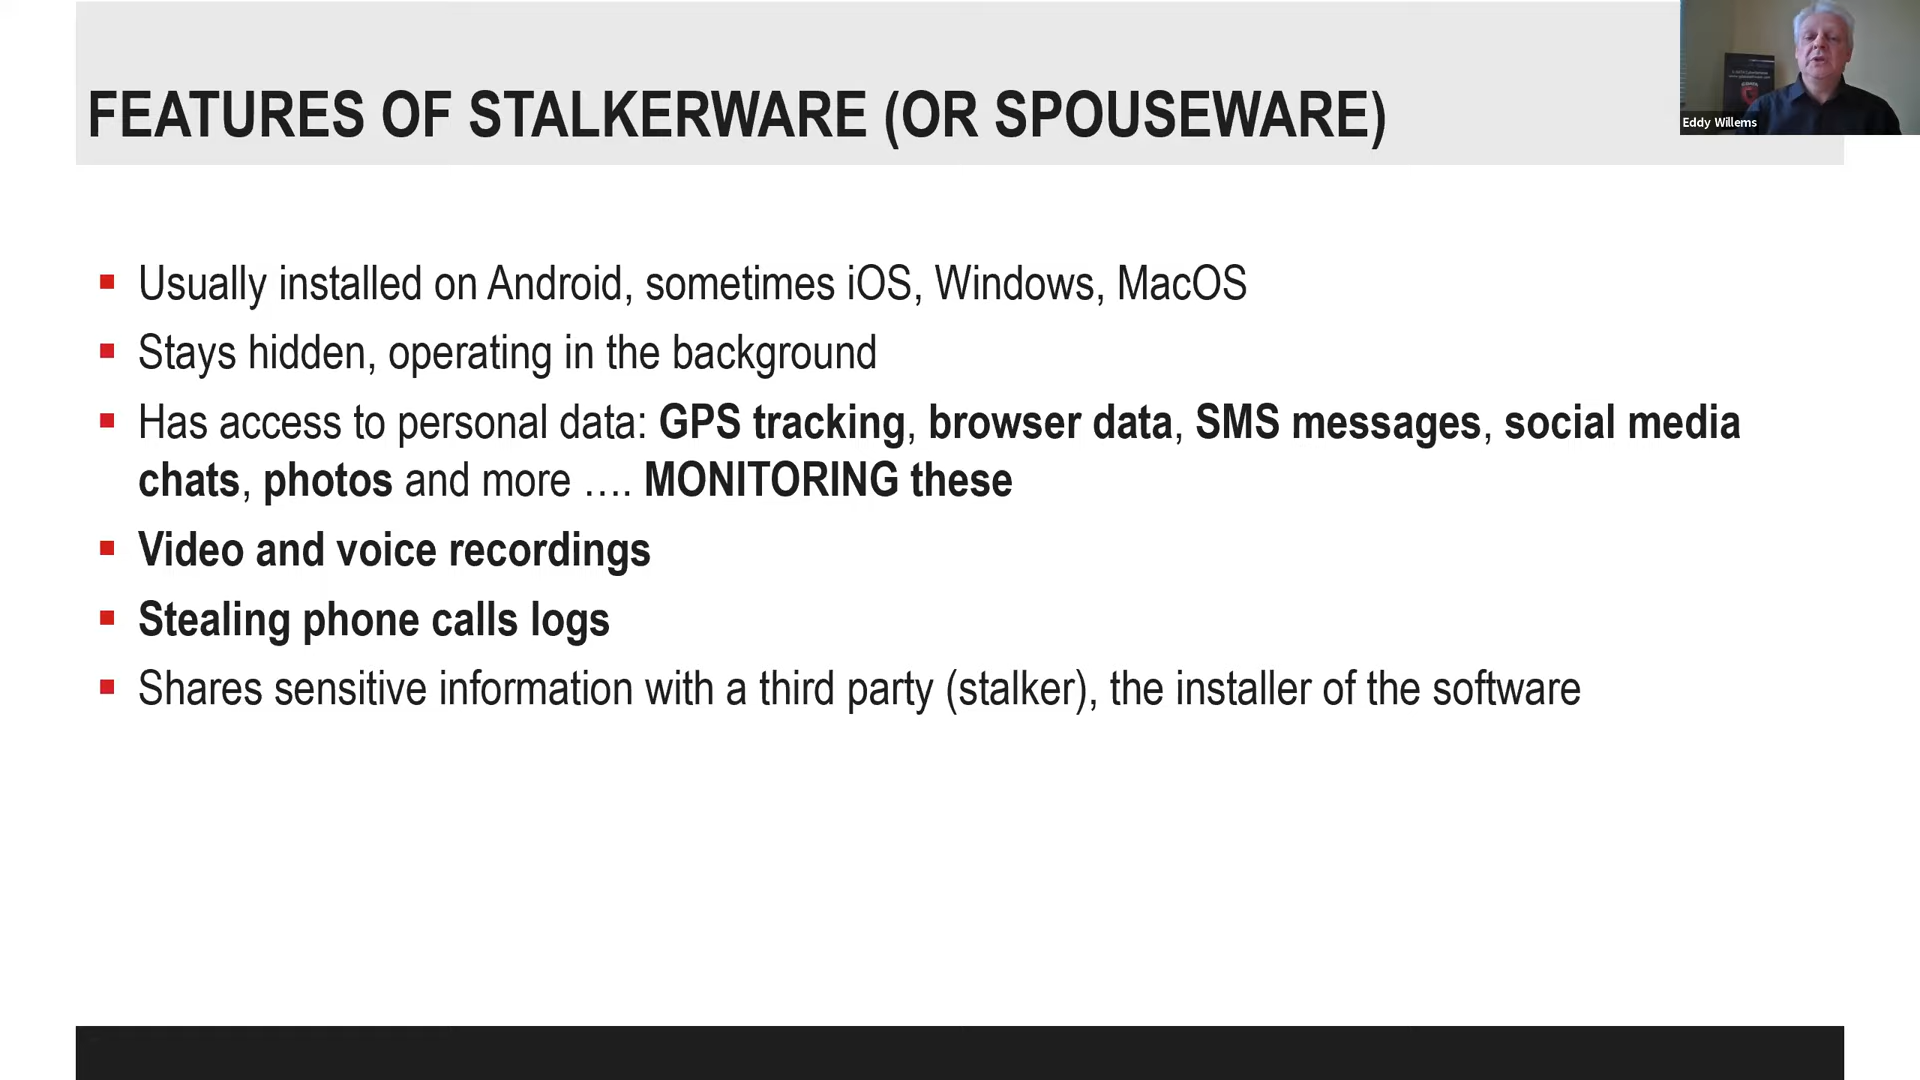 FEATURES OF STALKERWARE (OR SPOUSEWARE)
Eddy Willems
Usually installed on Android, sometimes iOS, Windows, MacOS
Stays hidden, operating in the background
Has access to personal data: GPS tracking, browser data, SMS messages, social media
chats, photos and more …. MONITORING these
Video and voice recordings
Stealing phone calls logs
Shares sensitive information with a third party (stalker), the installer of the software